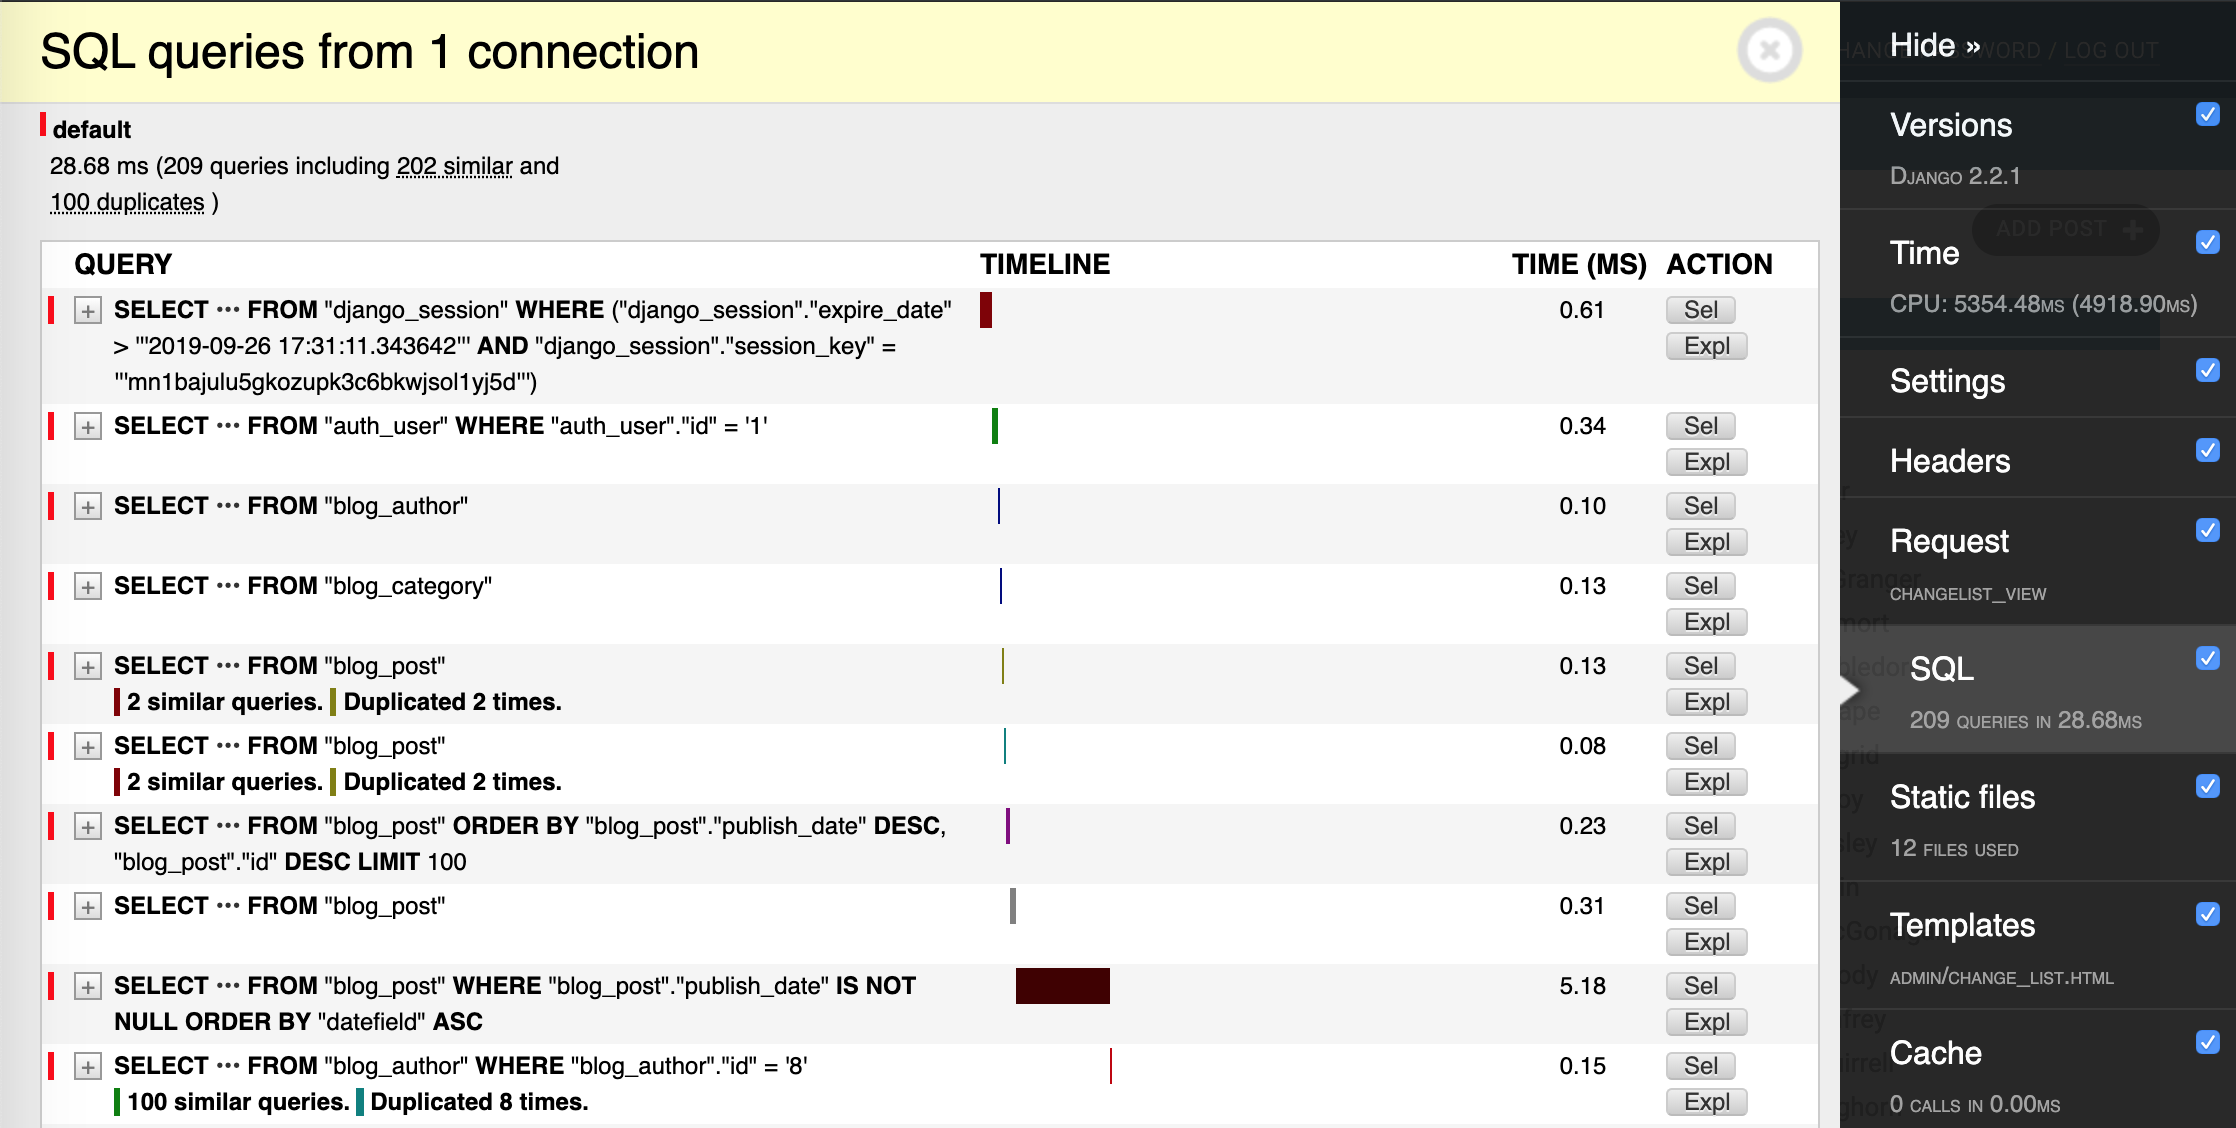 SQL queries from 1 connection
default
28.68 ms (209 queries including 202 similar and
100 duplicates )
QUERY TIMELINE TIME (MS) ACTION
SELECT ••• FROM "django_session" WHERE ("django_session"."expire_date" 0.61 Sel
> '''2019-09-26 17:31:11.343642''' AND "django_session"."session_key" = Expl
'''mn1bajulu5gkozupk3c6bkwjsol1yj5d''')
SELECT ••• FROM "auth_user" WHERE "auth_user"."id" = '1' 0.34 Sel
Expl
SELECT ••• FROM "blog_author" 0.10 Sel
Expl
SELECT ••• FROM "blog_category" 0.13 Sel
Expl
SELECT ••• FROM "blog_post" 0.13 Sel
2 similar queries. Duplicated 2 times. Expl
SELECT ••• FROM "blog_post" 0.08 Sel
2 similar queries. Duplicated 2 times. Expl
SELECT ••• FROM "blog_post" ORDER BY "blog_post"."publish_date" DESC, 0.23 Sel
"blog_post"."id" DESC LIMIT 100 Expl
SELECT ••• FROM "blog_post" 0.31 Sel
Expl
SELECT ••• FROM "blog_post" WHERE "blog_post"."publish_date" IS NOT 5.18 Sel
NULL ORDER BY "datefield" ASC Expl
SELECT ••• FROM "blog_author" WHERE "blog_author"."id" = '8' 0.15 Sel
100 similar queries. Duplicated 8 times. Expl
Hide »
/ LOG OUT
Versions
Django 2.2.1
ADD POST +
Time
CPU: 5354.48ms (4918.90ms)
Settings
Headers
Request
changelist_view
SQL
209 queries in 28.68ms
Static files
12 files used
Templates
admin/change_list.html
Cache
0 calls in 0.00ms